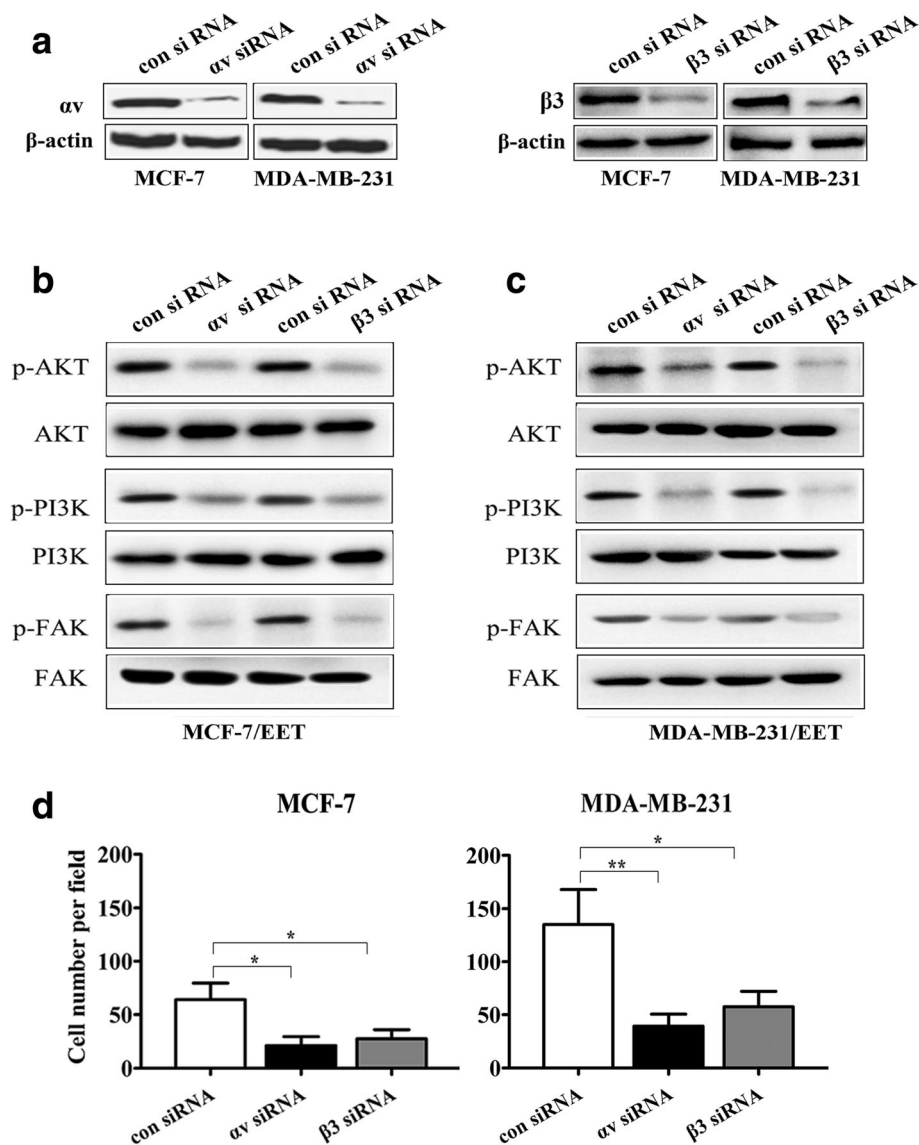 a
con si RNA
αv siRNA
con si RNA
αv si RNA
con si RNA
β3 si RNA
con si RNA
β3 si RNA
αv
β3
β-actin
β-actin
MCF-7
MDA-MB-231
MCF-7
MDA-MB-231
b
con si RNA
αv si RNA
con si RNA
β3 si RNA
p-AKT
AKT
p-PI3K
PI3K
p-FAK
FAK
MCF-7/EET
c
con si RNA
αv si RNA
con si RNA
β3 si RNA
p-AKT
AKT
p-PI3K
PI3K
p-FAK
FAK
MDA-MB-231/EET
d
MCF-7
Cell number per field
200
150
100
50
0
*
*
con siRNA
αv siRNA
β3 siRNA
MDA-MB-231
200
150
100
50
0
*
**
con siRNA
αv siRNA
β3 siRNA